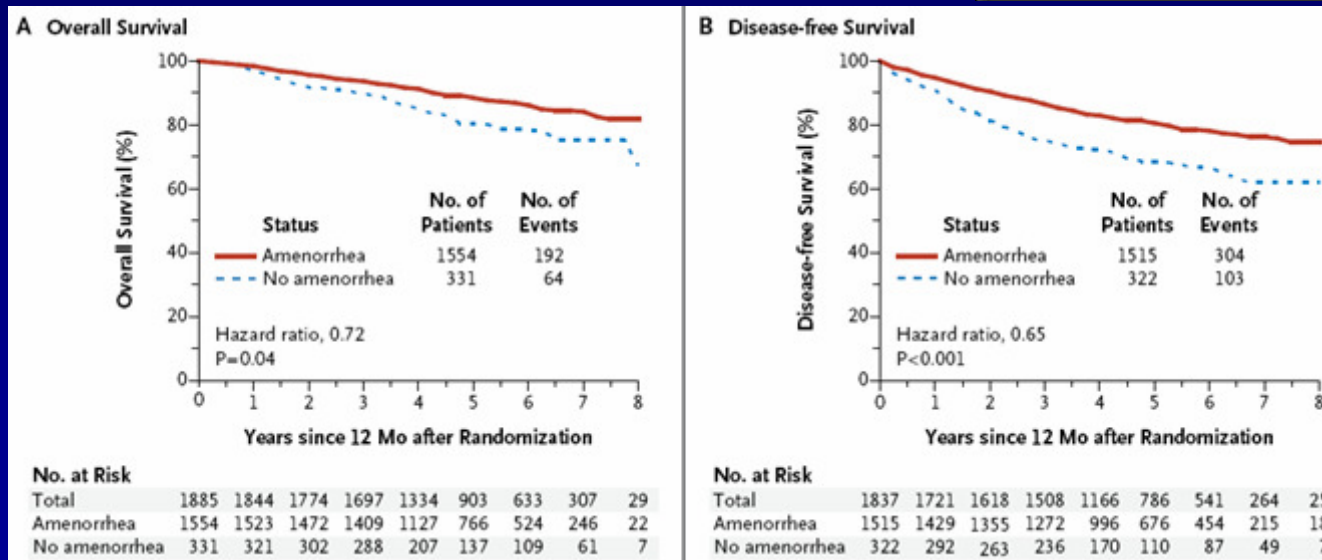 A Overall Survival
100
80
60
40
20
0
Overall Survival (%)
Status No. of Patients No. of Events
Amenorrhea 1554 192
No amenorrhea 331 64
Hazard ratio, 0.72
P=0.04
0 1 2 3 4 5 6 7 8
Years since 12 Mo after Randomization
No. at Risk
Total 1885 1844 1774 1697 1334 903 633 307 29
Amenorrhea 1554 1523 1472 1409 1127 766 524 246 22
No amenorrhea 331 321 302 288 207 137 109 61 7
B Disease-free Survival
100
80
60
40
20
0
Disease-free Survival (%)
Status No. of Patients No. of Events
Amenorrhea 1515 304
No amenorrhea 322 103
Hazard ratio, 0.65
P<0.001
0 1 2 3 4 5 6 7 8
Years since 12 Mo after Randomization
No. at Risk
Total 1837 1721 1618 1508 1166 786 541 264
Amenorrhea 1515 1429 1355 1272 996 676 454 215
No amenorrhea 322 292 263 236 170 110 87 49